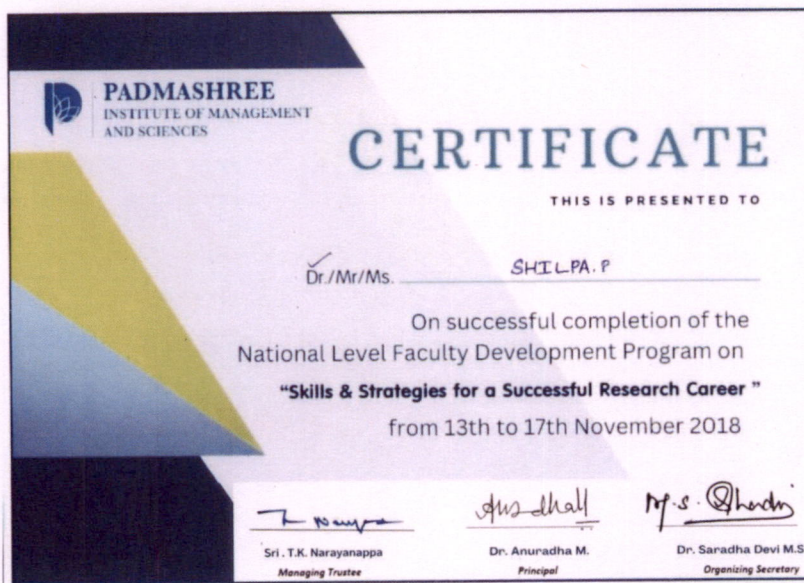 PADMASHREE
INSTITUTE OF MANAGEMENT
AND SCIENCES
CERTIFICATE
THIS IS PRESENTED TO
Dr./Mr/Ms. SHILPA.P
On successful completion of the
National Level Faculty Development Program on
“Skills & Strategies for a Successful Research Career ”
from 13th to 17th November 2018
Sri . T.K. Narayanappa
Managing Trustee
Dr. Anuradha M.
Principal
Dr. Saradha Devi M.S
Organizing Secretary